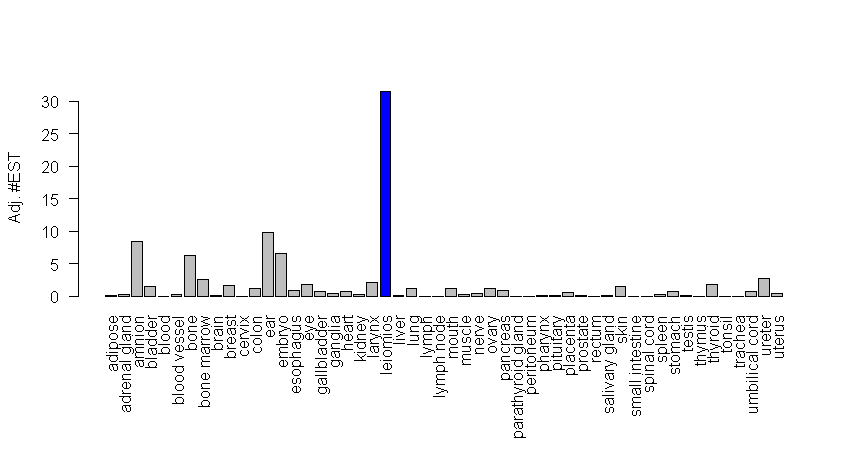 Adj. #EST
30
25
20
15
10
5
0
adipose
adrenal gland
amnion
bladder
blood
blood vessel
bone
bone marrow
brain
breast
cervix
colon
ear
embryo
esophagus
eye
gallbladder
ganglia
heart
kidney
larynx
leiomios
liver
lung
lymph
lymph node
mouth
muscle
nerve
ovary
pancreas
parathyroid gland
peritoneum
pharynx
pituitary
placenta
prostate
rectum
salivary gland
skin
small intestine
spinal cord
spleen
stomach
testis
thymus
thyroid
tonsil
trachea
umbilical cord
ureter
uterus